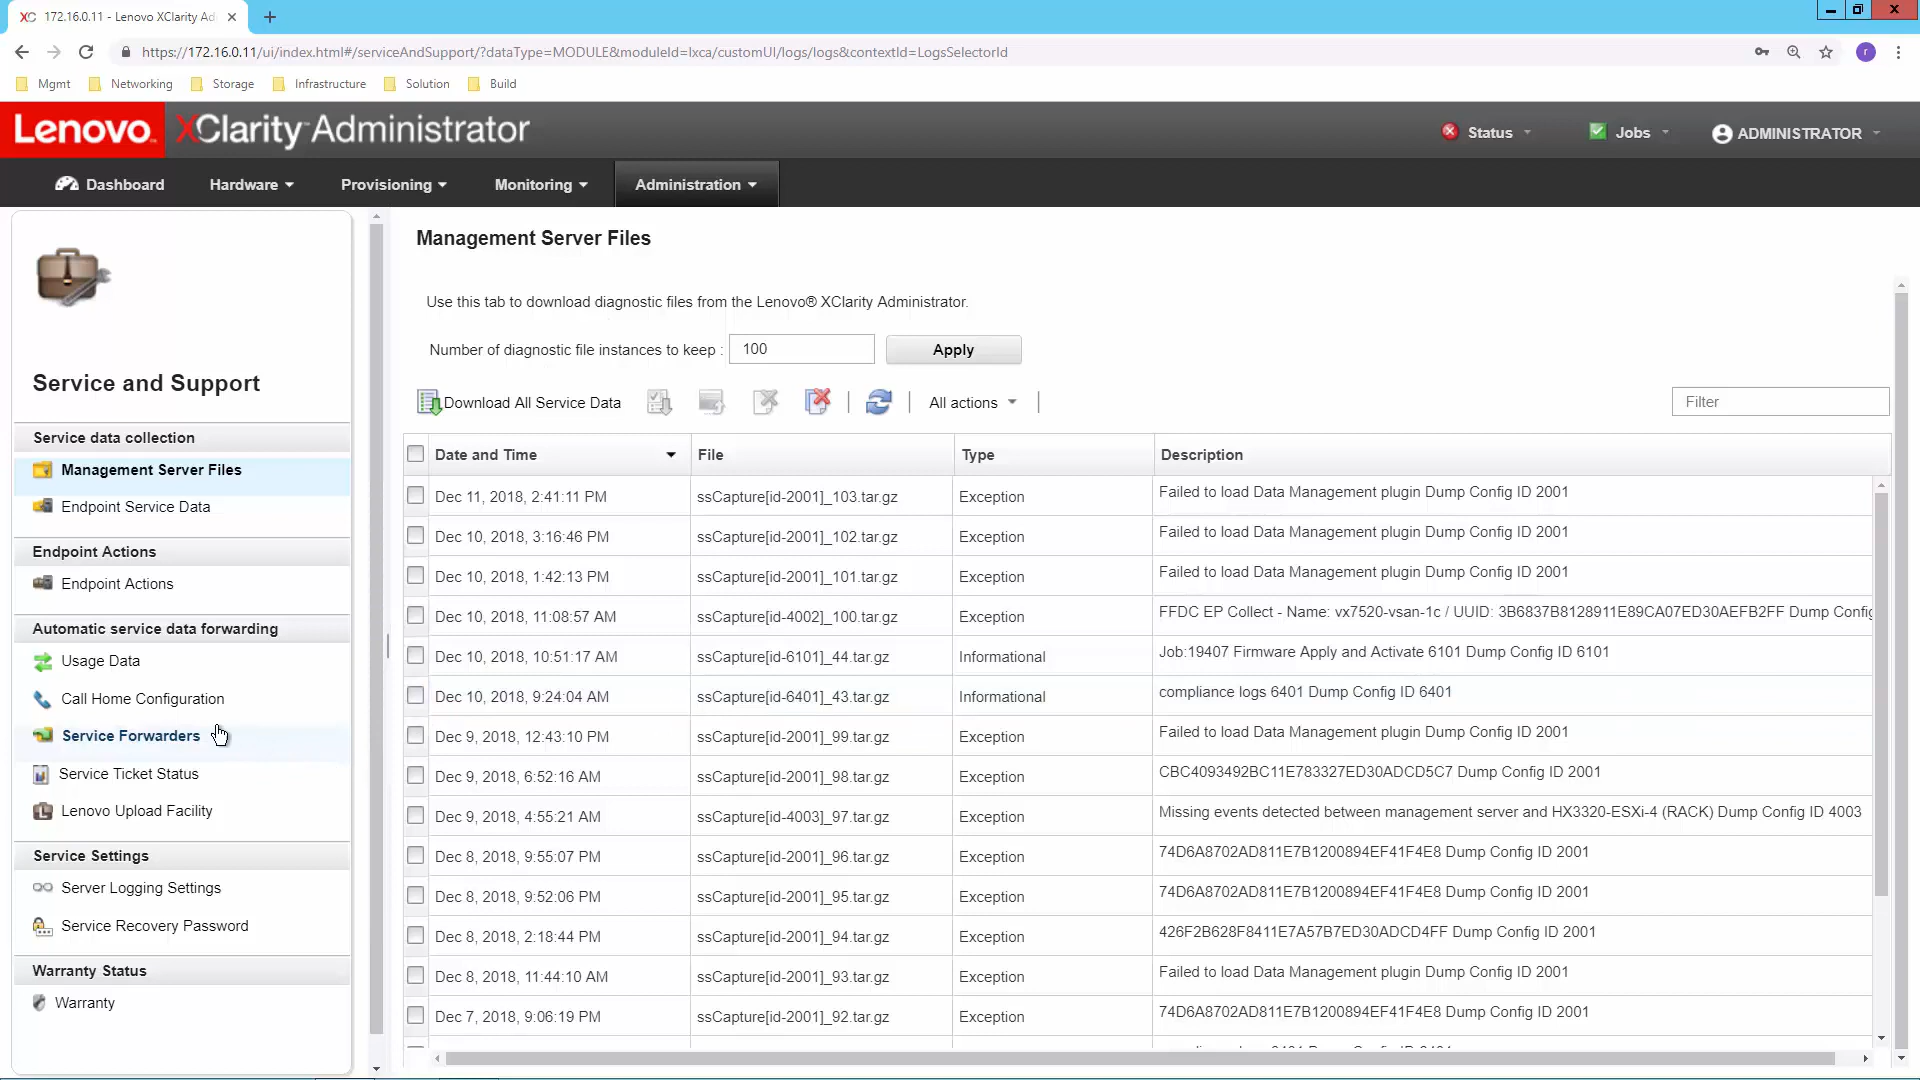 172.16.0.11 - Lenovo XClarity Ad
https://172.16.0.11/ui/index.html#/serviceAndSupport/?dataType=MODULE&moduleId=lxca/customUI/logs/logs&contextId=LogsSelectorId
r
Mgmt Networking Storage Infrastructure Solution Build
Lenovo XClarity Administrator
Status Jobs ADMINISTRATOR
Dashboard Hardware Provisioning Monitoring Administration
Service and Support
Service data collection
Management Server Files
Endpoint Service Data
Endpoint Actions
Endpoint Actions
Automatic service data forwarding
Usage Data
Call Home Configuration
Service Forwarders
Service Ticket Status
Lenovo Upload Facility
Service Settings
Server Logging Settings
Service Recovery Password
Warranty Status
Warranty
Management Server Files
Use this tab to download diagnostic files from the Lenovo® XClarity Administrator.
Number of diagnostic file instances to keep : 100 Apply
Download All Service Data All actions Filter
Date and Time File Type Description
Dec 11, 2018, 2:41:11 PM ssCapture[id-2001]_103.tar.gz Exception Failed to load Data Management plugin Dump Config ID 2001
Dec 10, 2018, 3:16:46 PM ssCapture[id-2001]_102.tar.gz Exception Failed to load Data Management plugin Dump Config ID 2001
Dec 10, 2018, 1:42:13 PM ssCapture[id-2001]_101.tar.gz Exception Failed to load Data Management plugin Dump Config ID 2001
Dec 10, 2018, 11:08:57 AM ssCapture[id-4002]_100.tar.gz Exception FFDC EP Collect - Name: vx7520-vsan-1c / UUID: 3B6837B8128911E89CA07ED30AEFB2FF Dump Config
Dec 10, 2018, 10:51:17 AM ssCapture[id-6101]_44.tar.gz Informational Job:19407 Firmware Apply and Activate 6101 Dump Config ID 6101
Dec 10, 2018, 9:24:04 AM ssCapture[id-6401]_43.tar.gz Informational compliance logs 6401 Dump Config ID 6401
Dec 9, 2018, 12:43:10 PM ssCapture[id-2001]_99.tar.gz Exception Failed to load Data Management plugin Dump Config ID 2001
Dec 9, 2018, 6:52:16 AM ssCapture[id-2001]_98.tar.gz Exception CBC4093492BC11E783327ED30ADCD5C7 Dump Config ID 2001
Dec 9, 2018, 4:55:21 AM ssCapture[id-4003]_97.tar.gz Exception Missing events detected between management server and HX3320-ESXi-4 (RACK) Dump Config ID 4003
Dec 8, 2018, 9:55:07 PM ssCapture[id-2001]_96.tar.gz Exception 74D6A8702AD811E7B1200894EF41F4E8 Dump Config ID 2001
Dec 8, 2018, 9:52:06 PM ssCapture[id-2001]_95.tar.gz Exception 74D6A8702AD811E7B1200894EF41F4E8 Dump Config ID 2001
Dec 8, 2018, 2:18:44 PM ssCapture[id-2001]_94.tar.gz Exception 426F2B628F8411E7A57B7ED30ADCD4FF Dump Config ID 2001
Dec 8, 2018, 11:44:10 AM ssCapture[id-2001]_93.tar.gz Exception Failed to load Data Management plugin Dump Config ID 2001
Dec 7, 2018, 9:06:19 PM ssCapture[id-2001]_92.tar.gz Exception 74D6A8702AD811E7B1200894EF41F4E8 Dump Config ID 2001